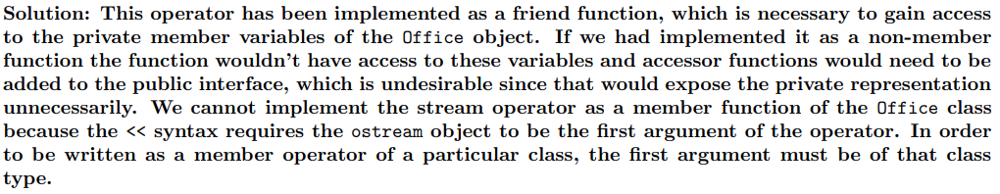 Solution: This operator has been implemented as a friend function, which is necessary to gain access
to the private member variables of the Office object. If we had implemented it as a non-member
function the function wouldn't have access to these variables and accessor functions would need to be
added to the public interface, which is undesirable since that would expose the private representation
unnecessarily. We cannot implement the stream operator as a member function of the Office class
because the << syntax requires the ostream object to be the first argument of the operator. In order
to be written as a member operator of a particular class, the first argument must be of that class
type.